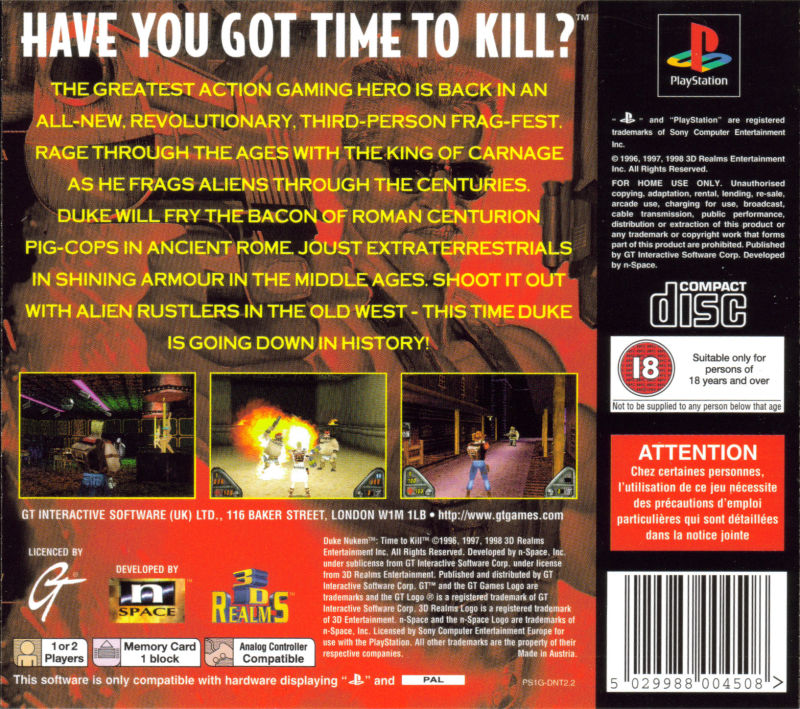 HAVE YOU GOT TIME TO KILL?™
THE GREATEST ACTION GAMING HERO IS BACK IN AN
ALL-NEW, REVOLUTIONARY, THIRD-PERSON FRAG-FEST.
RAGE THROUGH THE AGES WITH THE KING OF CARNAGE
AS HE FRAGS ALIENS THROUGH THE CENTURIES.
DUKE WILL FRY THE BACON OF ROMAN CENTURION
PIG-COPS IN ANCIENT ROME. JOUST EXTRATERRESTRIALS
IN SHINING ARMOUR IN THE MIDDLE AGES. SHOOT IT OUT
WITH ALIEN RUSTLERS IN THE OLD WEST - THIS TIME DUKE
IS GOING DOWN IN HISTORY!
GT INTERACTIVE SOFTWARE (UK) LTD., 116 BAKER STREET, LONDON W1M 1LB • http://www.gtgames.com
LICENCED BY
GT
DEVELOPED BY
n
SPACE
3D
REALMS
Duke Nukem™: Time to Kill™ ©1996, 1997, 1998 3D Realms
Entertainment Inc. All Rights Reserved. Developed by n-Space, Inc.
under sublicense from GT Interactive Software Corp. under license
from 3D Realms Entertainment. Published and distributed by GT
Interactive Software Corp. GT™ and the GT Games Logo are
trademarks and the GT Logo ® is a registered trademark of GT
Interactive Software Corp. 3D Realms Logo is a registered trademark
of 3D Entertainment. n-Space and the n-Space Logo are trademarks of
n-Space, Inc. Licensed by Sony Computer Entertainment Europe for
use with the PlayStation. All other trademarks are the property of their
respective companies. Made in Austria.
1 or 2
Players
Memory Card
1 block
Analog Controller
Compatible
This software is only compatible with hardware displaying " " and PAL
PS1G-DNT2.2
PlayStation
" " and "PlayStation" are registered
trademarks of Sony Computer Entertainment
Inc.
© 1996, 1997, 1998 3D Realms Entertainment
Inc. All Rights Reserved.
FOR HOME USE ONLY. Unauthorised
copying, adaptation, rental, lending, re-sale,
arcade use, charging for use, broadcast,
cable transmission, public performance,
distribution or extraction of this product or
any trademark or copyright work that forms
part of this product are prohibited. Published
by GT Interactive Software Corp. Developed
by n-Space.
COMPACT
disc
18
Suitable only for
persons of
18 years and over
Not to be supplied to any person below that age
ATTENTION
Chez certaines personnes,
l'utilisation de ce jeu nécessite
des précautions d'emploi
particulières qui sont détaillées
dans la notice jointe
5 029988 004508 >